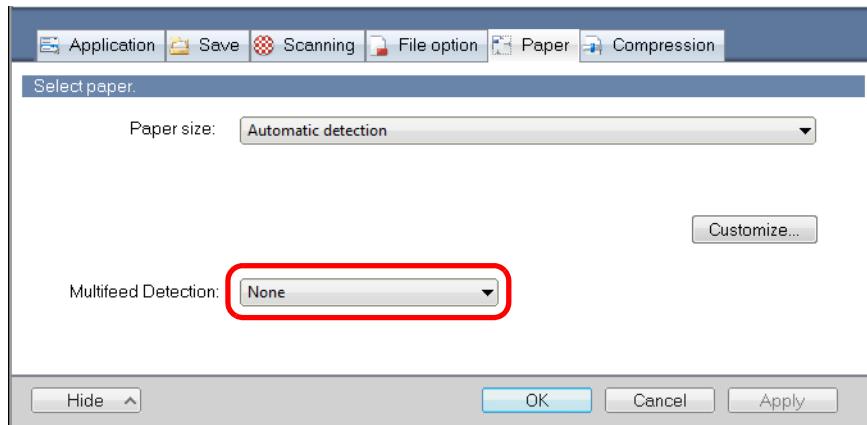 Application Save Scanning File option Paper Compression
Select paper.
Paper size: Automatic detection
Customize...
Multifeed Detection: None
Hide OK Cancel Apply